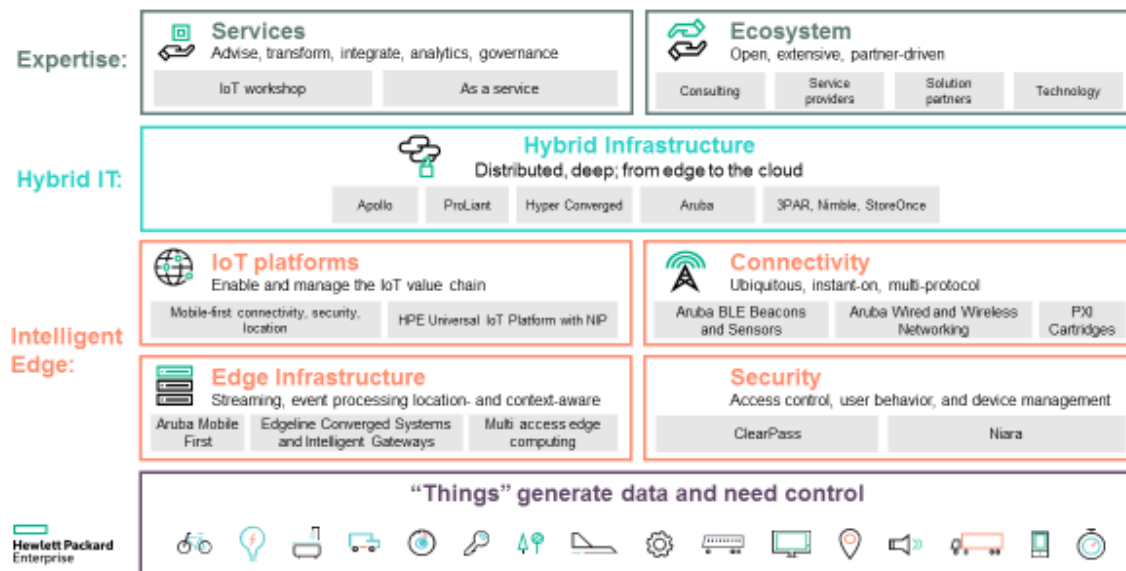 Expertise:
Services
Advise, transform, integrate, analytics, governance
IoT workshop
As a service
Ecosystem
Open, extensive, partner-driven
Consulting
Service
providers
Solution
partners
Technology
Hybrid IT:
Hybrid Infrastructure
Distributed, deep; from edge to the cloud
Apollo
ProLiant
Hyper Converged
Aruba
3PAR, Nimble, StoreOnce
Intelligent
Edge:
IoT platforms
Enable and manage the IoT value chain
Mobile-first connectivity, security,
location
HPE Universal IoT Platform with NIP
Connectivity
Ubiquitous, instant-on, multi-protocol
Aruba BLE Beacons
and Sensors
Aruba Wired and Wireless
Networking
PXI
Cartridges
Edge Infrastructure
Streaming, event processing location- and context-aware
Aruba Mobile
First
Edgeline Converged Systems
and Intelligent Gateways
Multi access edge
computing
Security
Access control, user behavior, and device management
ClearPass
Niara
“Things” generate data and need control
Hewlett Packard
Enterprise